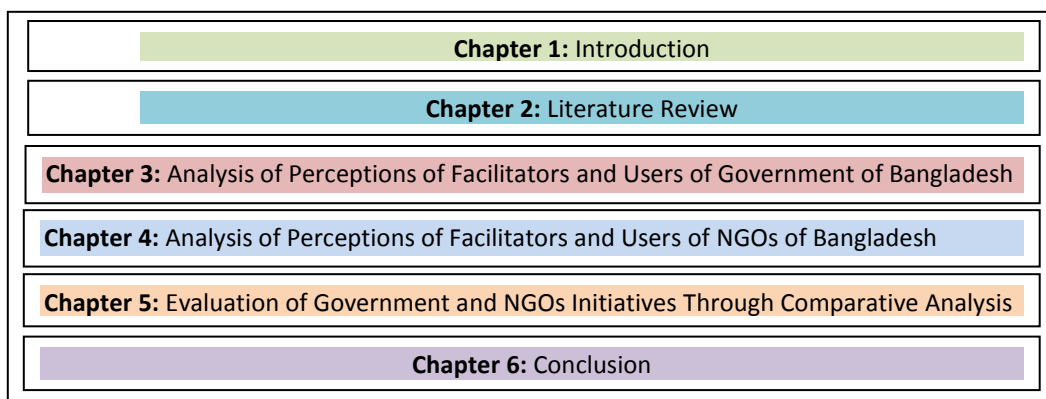 Chapter 1: Introduction
Chapter 2: Literature Review
Chapter 3: Analysis of Perceptions of Facilitators and Users of Government of Bangladesh
Chapter 4: Analysis of Perceptions of Facilitators and Users of NGOs of Bangladesh
Chapter 5: Evaluation of Government and NGOs Initiatives Through Comparative Analysis
Chapter 6: Conclusion